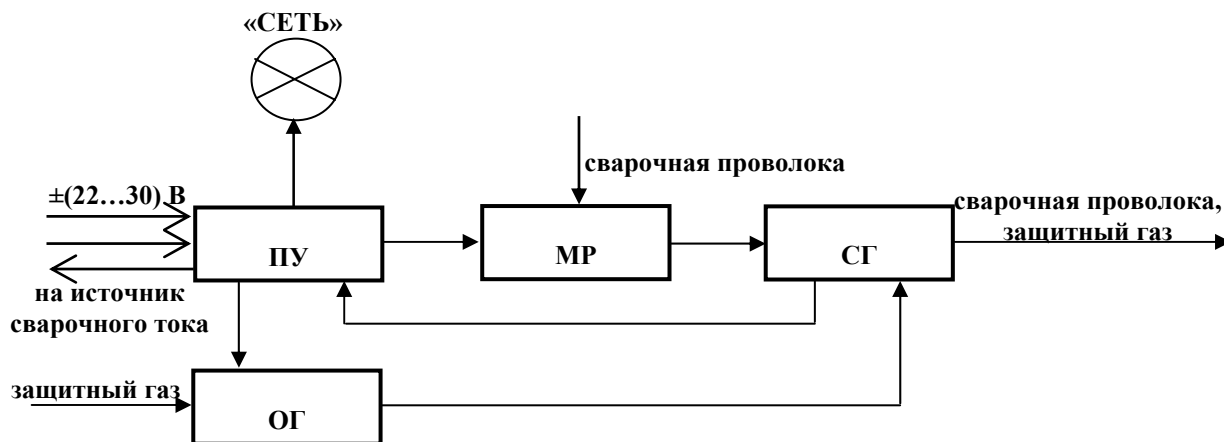 «СЕТЬ»
сварочная проволока
±(22...30) В
сварочная проволока,
защитный газ
ПУ
МР
СГ
на источник
сварочного тока
защитный газ
ОГ